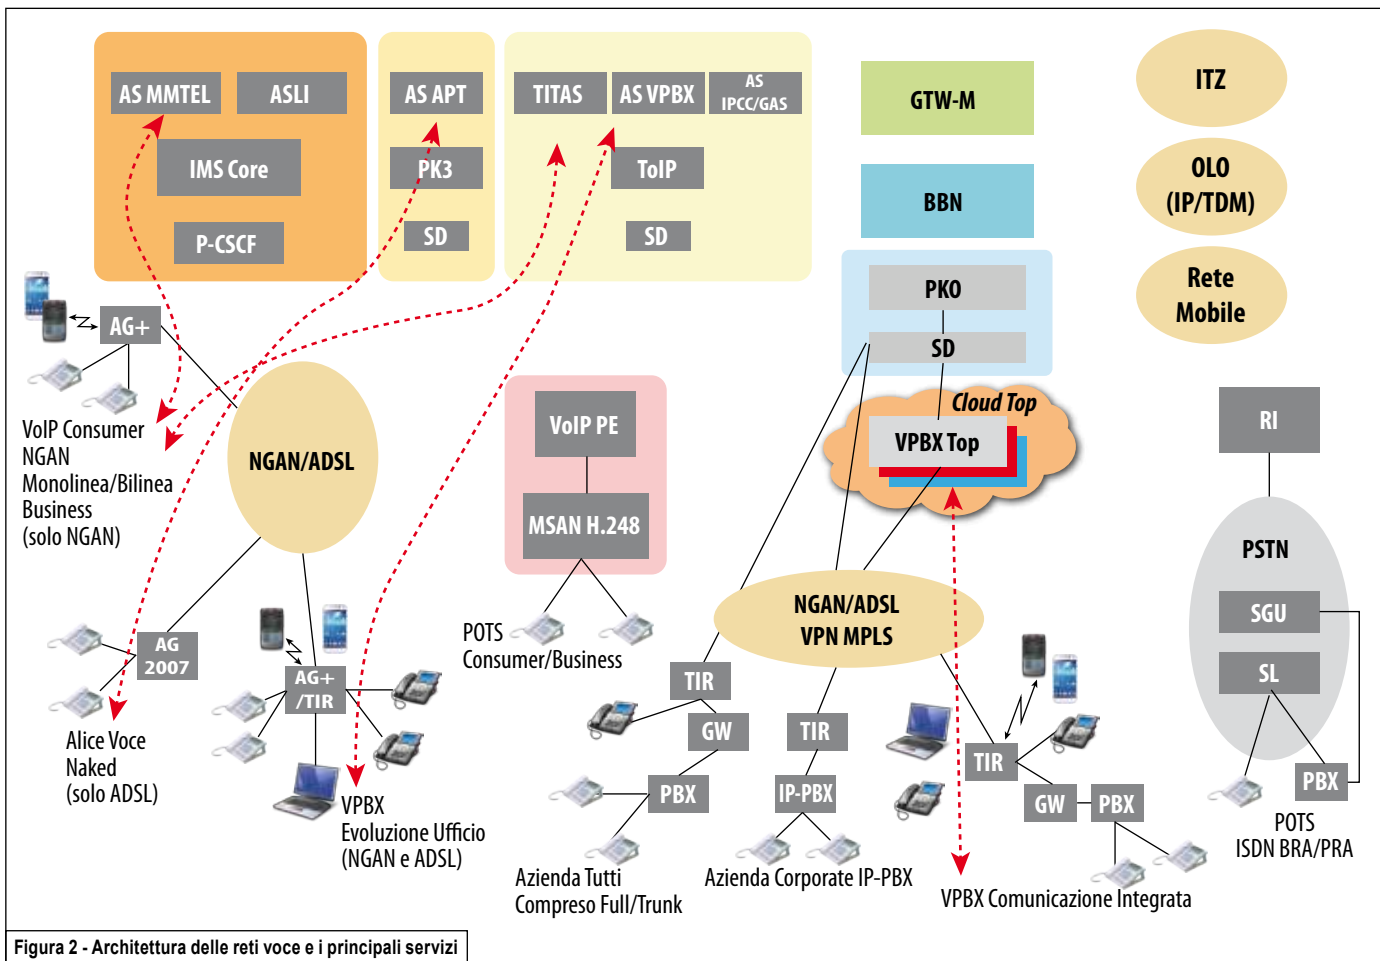 AS MMTEL
ASLI
IMS Core
P-CSCF
AS APT
PK3
SD
TITAS
AS VPBX
AS
IPCC/GAS
ToIP
SD
GTW-M
BBN
PKO
SD
Cloud Top
VPBX Top
ITZ
OLO
(IP/TDM)
Rete
Mobile
AG+
VoIP Consumer
NGAN
Monolinea/Bilinea
Business
(solo NGAN)
NGAN/ADSL
VoIP PE
MSAN H.248
POTS
Consumer/Business
AG
2007
Alice Voce
Naked
(solo ADSL)
AG+
/TIR
VPBX
Evoluzione Ufficio
(NGAN e ADSL)
NGAN/ADSL
VPN MPLS
TIR
GW
PBX
Azienda Tutti
Compreso Full/Trunk
TIR
IP-PBX
Azienda Corporate IP-PBX
TIR
GW
PBX
VPBX Comunicazione Integrata
RI
PSTN
SGU
SL
PBX
POTS
ISDN BRA/PRA
Figura 2 - Architettura delle reti voce e i principali servizi